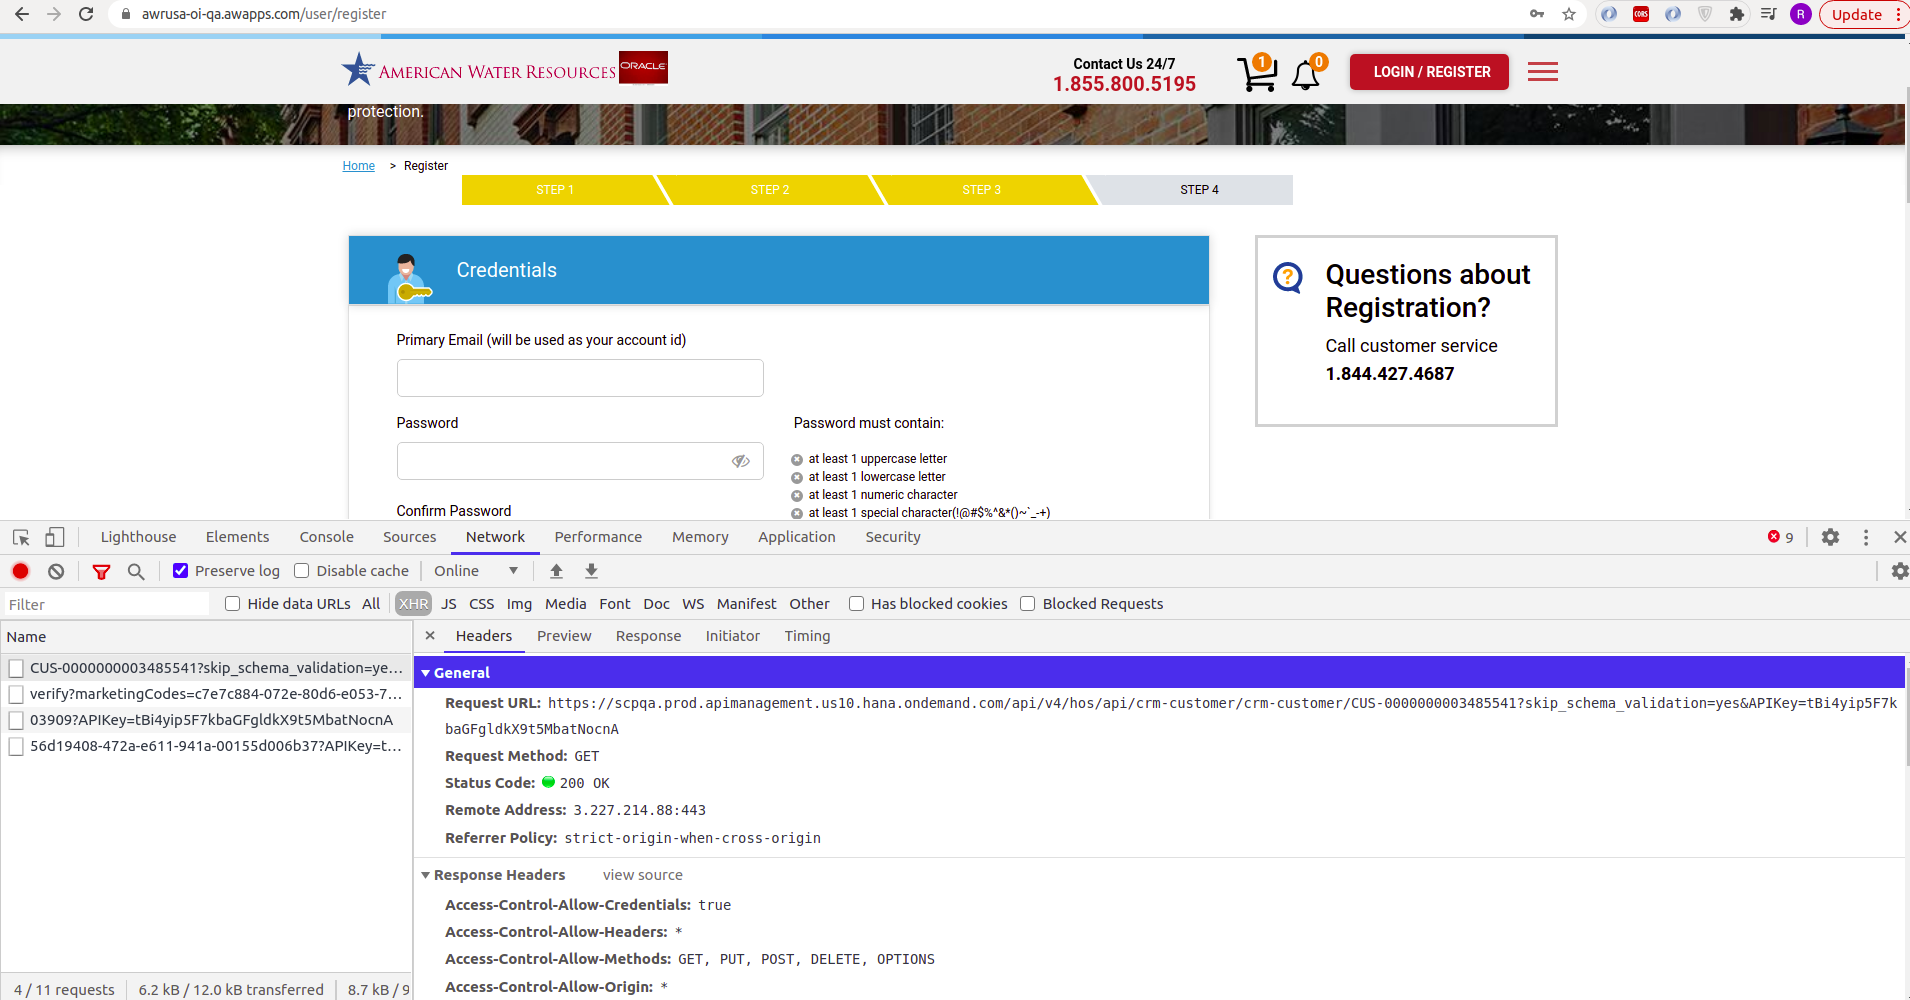 awrusa-oi-qa.awapps.com/user/register
CORS
R
Update
AMERICAN WATER RESOURCES
ORACLE
Contact Us 24/7
1.855.800.5195
1
0
LOGIN / REGISTER
protection.
Home > Register
STEP 1
STEP 2
STEP 3
STEP 4
Credentials
Primary Email (will be used as your account id)
Password
Confirm Password
Password must contain:
at least 1 uppercase letter
at least 1 lowercase letter
at least 1 numeric character
at least 1 special character(!@#$%^&*()~`_-+)
Questions about
Registration?
Call customer service
1.844.427.4687
Lighthouse Elements Console Sources Network Performance Memory Application Security
9
Preserve log Disable cache Online
Filter Hide data URLs All XHR JS CSS Img Media Font Doc WS Manifest Other Has blocked cookies Blocked Requests
Name
CUS-0000000003485541?skip_schema_validation=ye...
verify?marketingCodes=c7e7c884-072e-80d6-e053-7...
03909?APIKey=tBi4yip5F7kbaGFgldkX9t5MbatNocnA
56d19408-472a-e611-941a-00155d006b37?APIKey=t...
4 / 11 requests 6.2 kB / 12.0 kB transferred 8.7 kB / 9
Headers Preview Response Initiator Timing
General
Request URL: https://scpqa.prod.apimanagement.us10.hana.ondemand.com/api/v4/hos/api/crm-customer/crm-customer/CUS-0000000003485541?skip_schema_validation=yes&APIKey=tBi4yip5F7k
baGFgldkX9t5MbatNocnA
Request Method: GET
Status Code: 200 OK
Remote Address: 3.227.214.88:443
Referrer Policy: strict-origin-when-cross-origin
Response Headers view source
Access-Control-Allow-Credentials: true
Access-Control-Allow-Headers: *
Access-Control-Allow-Methods: GET, PUT, POST, DELETE, OPTIONS
Access-Control-Allow-Origin: *